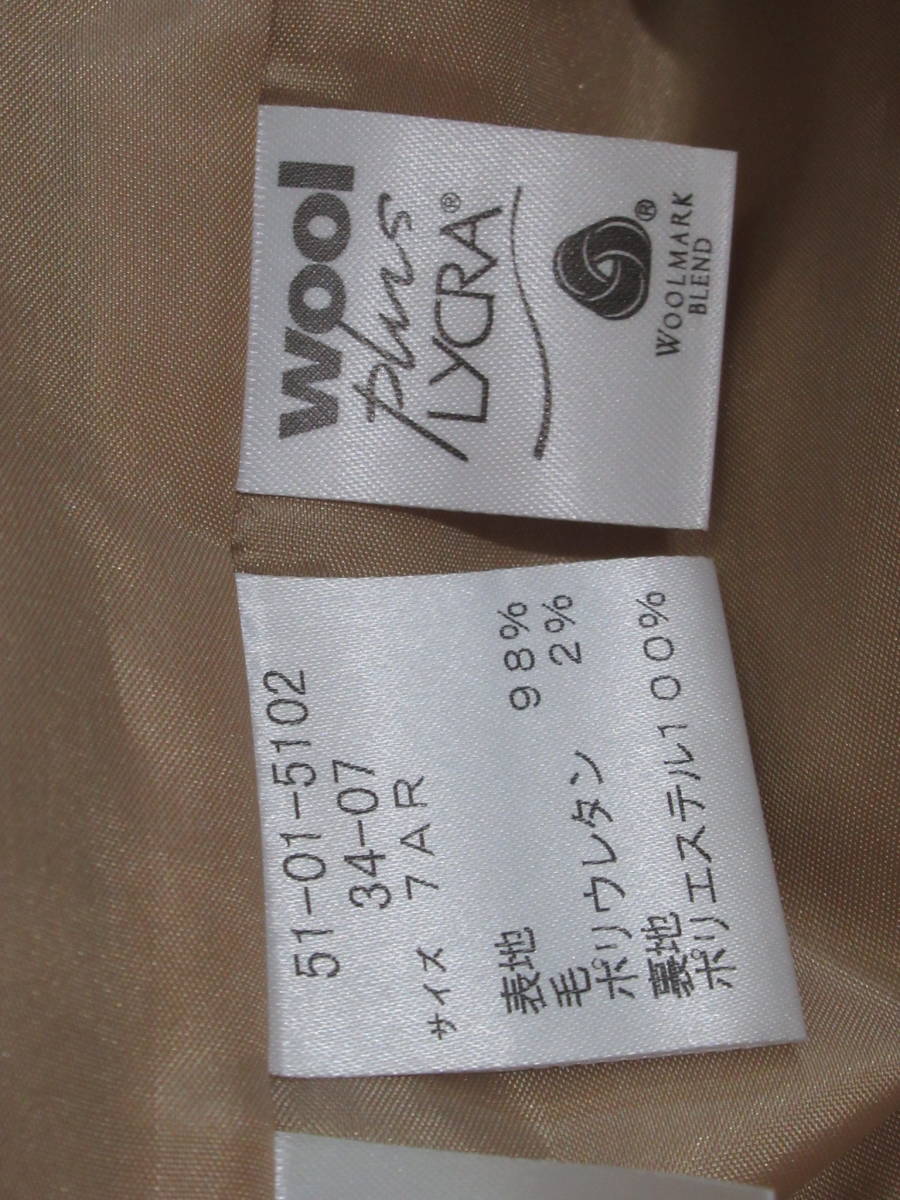 wool
plus
LYCRA®
®
WOOLMARK
BLEND
51-01-5102
34-07
サイズ 7AR
表地
毛 98%
ポリウレタン 2%
裏地
ポリエステル100%